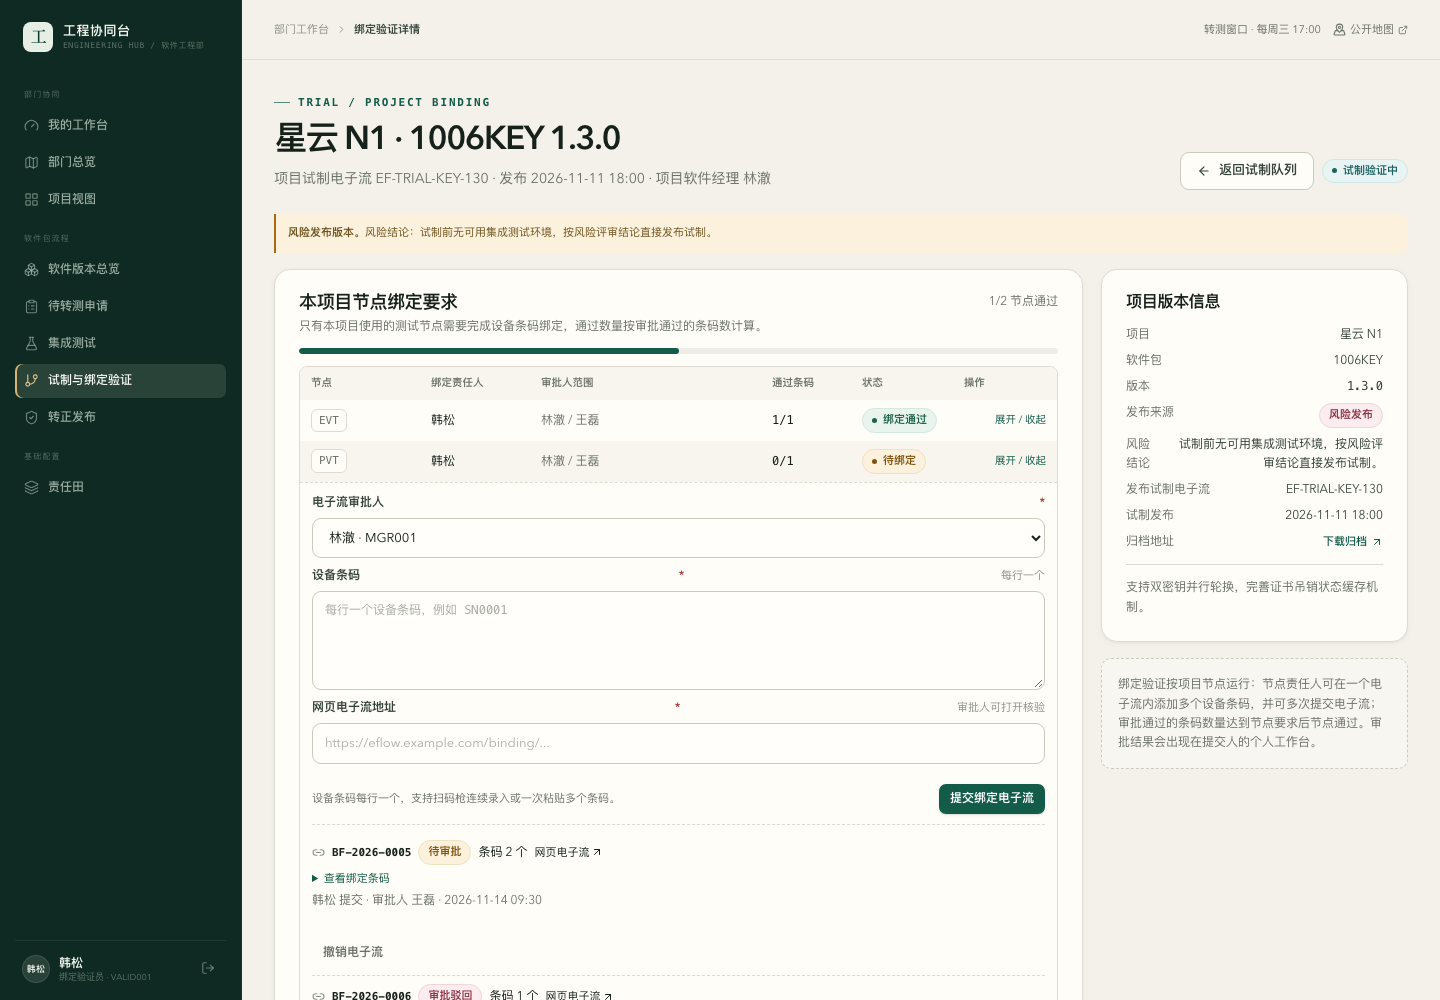 工
工程协同台
ENGINEERING HUB / 软件工程部
部门协同
我的工作台
部门总览
项目视图
软件包流程
软件版本总览
待转测申请
集成测试
试制与绑定验证
转正发布
基础配置
责任田
韩松
韩松
绑定验证员 · VALID001
部门工作台
绑定验证详情
转测窗口 · 每周三 17:00
公开地图
TRIAL / PROJECT BINDING
星云 N1 · 1006KEY 1.3.0
项目试制电子流 EF-TRIAL-KEY-130 · 发布 2026-11-11 18:00 · 项目软件经理 林澈
返回试制队列
试制验证中
风险发布版本。风险结论：试制前无可用集成测试环境，按风险评审结论直接发布试制。
本项目节点绑定要求
1/2 节点通过
只有本项目使用的测试节点需要完成设备条码绑定，通过数量按审批通过的条码数计算。
节点 绑定责任人 审批人范围 通过条码 状态 操作
EVT 韩松 林澈 / 王磊 1/1 绑定通过 展开 / 收起
PVT 韩松 林澈 / 王磊 0/1 待绑定 展开 / 收起
电子流审批人 *
林澈 · MGR001
设备条码 * 每行一个
每行一个设备条码，例如 SN0001
网页电子流地址 * 审批人可打开核验
https://eflow.example.com/binding/...
设备条码每行一个，支持扫码枪连续录入或一次粘贴多个条码。
提交绑定电子流
BF-2026-0005 待审批 条码 2 个 网页电子流
查看绑定条码
韩松 提交 · 审批人 王磊 · 2026-11-14 09:30
撤销电子流
BF-2026-0006 审批驳回 条码 1 个 网页电子流
项目版本信息
项目 星云 N1
软件包 1006KEY
版本 1.3.0
发布来源 风险发布
风险结论 试制前无可用集成测试环境，按风险评
审结论直接发布试制。
发布试制电子流 EF-TRIAL-KEY-130
试制发布 2026-11-11 18:00
归档地址 下载归档
支持双密钥并行轮换，完善证书吊销状态缓存机
制。
绑定验证按项目节点运行：节点责任人可在一个电
子流内添加多个设备条码，并可多次提交电子流；
审批通过的条码数量达到节点要求后节点通过。审
批结果会出现在提交人的个人工作台。